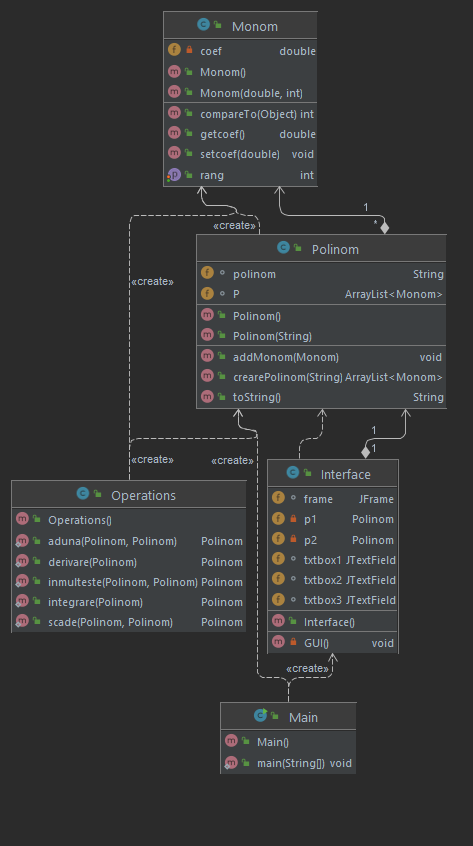 Monom
coef double
Monom()
Monom(double, int)
compareTo(Object) int
getcoef() double
setcoef(double) void
rang int
1
«create»
*
Polinom
«create»
polinom String
P ArrayList<Monom>
Polinom()
Polinom(String)
addMonom(Monom) void
crearePolinom(String) ArrayList<Monom>
toString() String
1
1
«create» «create»
Interface
Operations
frame JFrame
p1 Polinom
p2 Polinom
txtbox1 JTextField
txtbox2 JTextField
txtbox3 JTextField
Interface()
GUI() void
Operations()
aduna(Polinom, Polinom) Polinom
derivare(Polinom) Polinom
inmulteste(Polinom, Polinom) Polinom
integrare(Polinom) Polinom
scade(Polinom, Polinom) Polinom
«create»
Main
Main()
main(String[]) void